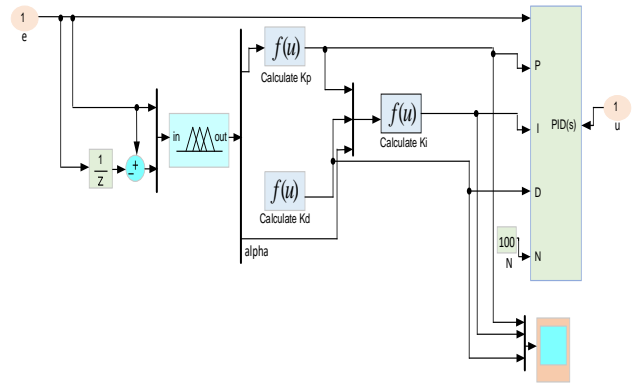 1
e
f(u)
Calculate Kp
P
in out
f(u)
Calculate Ki
I
PID(s)
1
u
1
Z
+
-
f(u)
Calculate Kd
D
alpha
100
N
N